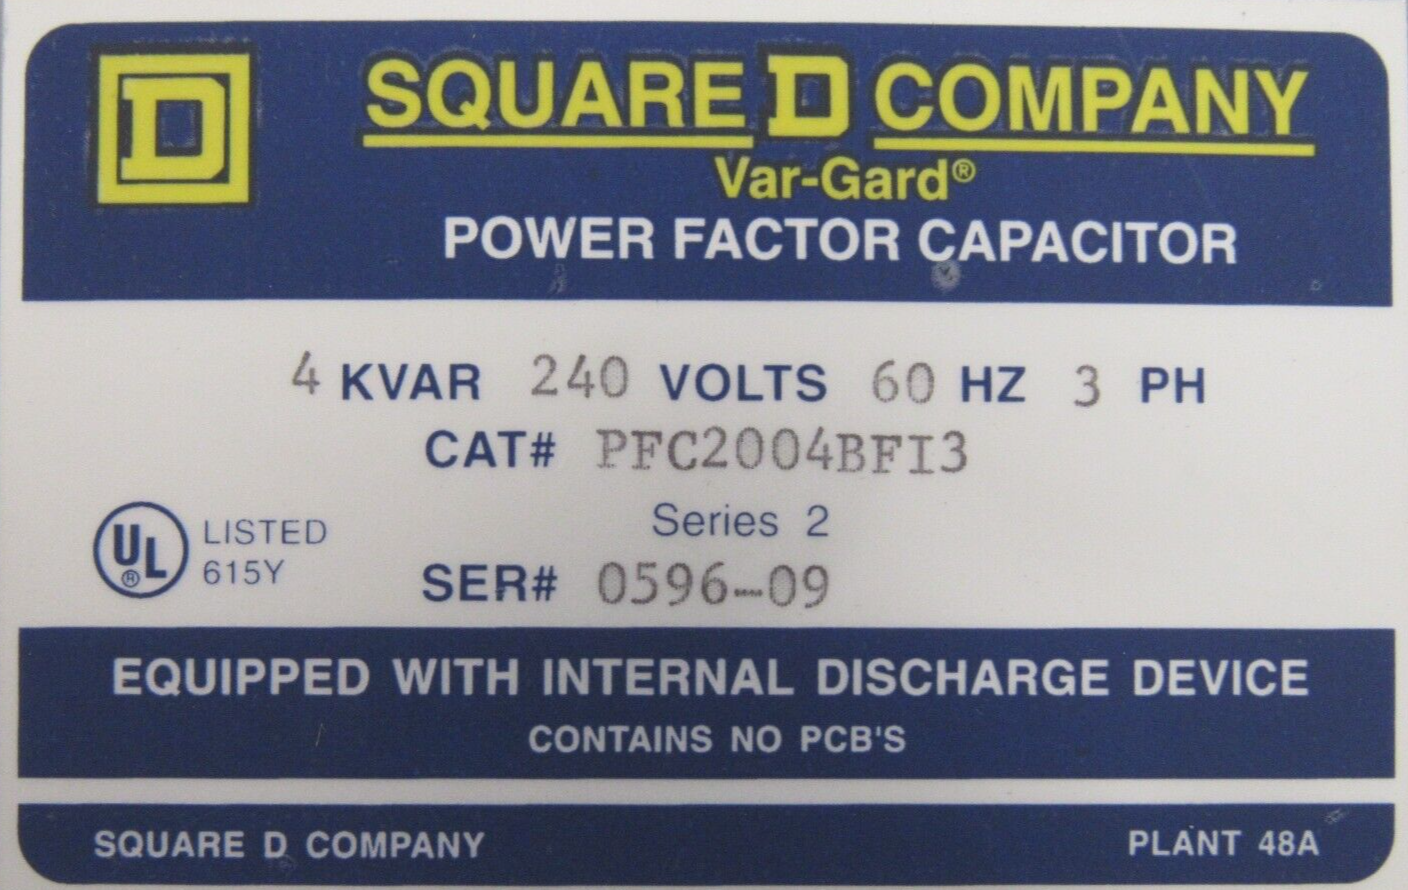 D
SQUARE D COMPANY
Var-Gard®
POWER FACTOR CAPACITOR
4 KVAR 240 VOLTS 60 HZ 3 PH
CAT# PFC2004BFI3
Series 2
UL® LISTED
615Y
SER# 0596-09
EQUIPPED WITH INTERNAL DISCHARGE DEVICE
CONTAINS NO PCB'S
SQUARE D COMPANY PLANT 48A